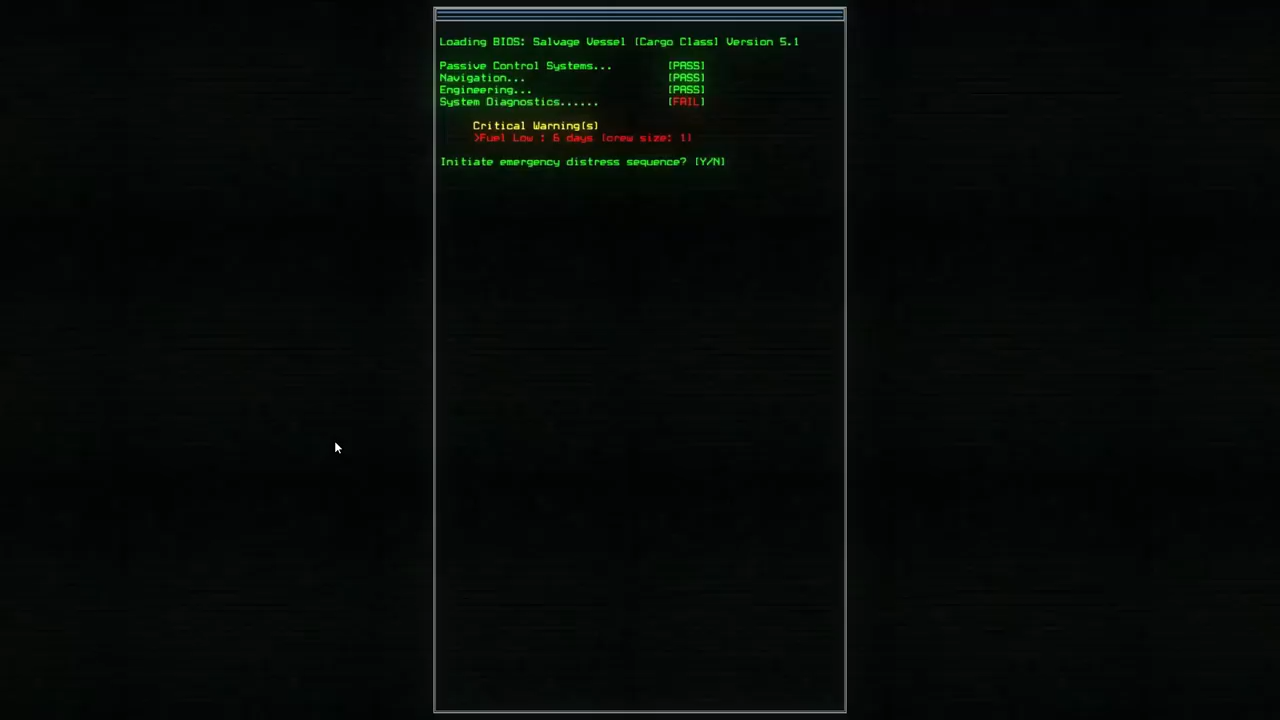 Loading BIOS: Salvage Vessel [Cargo Class] Version 5.1
Passive Control Systems... [PASS]
Navigation... [PASS]
Engineering... [PASS]
System Diagnostics...... [FAIL]
Critical Warning(s)
>Fuel Low : 6 days (crew size: 1)
Initiate emergency distress sequence? [Y/N]